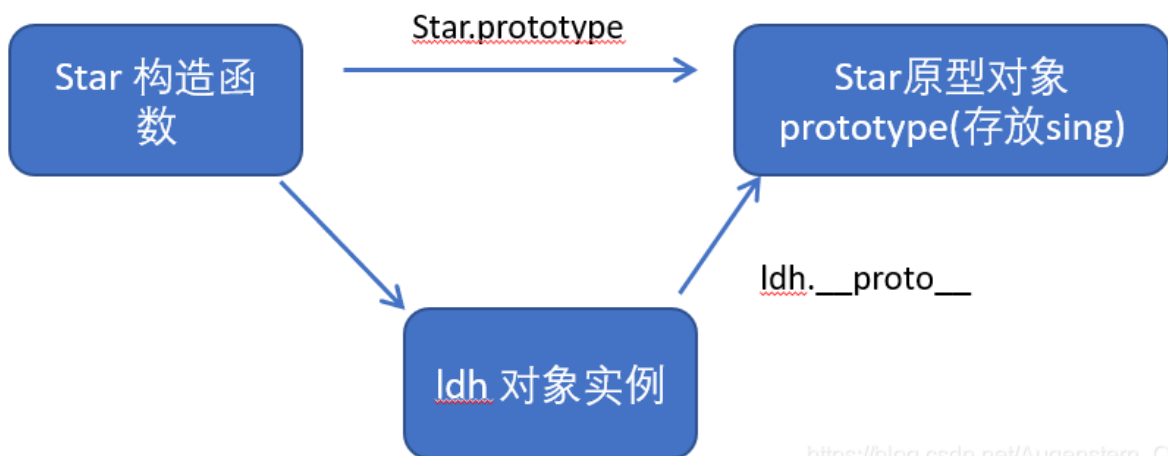 Star.prototype
Star 构造函
数
Star原型对象
prototype(存放sing)
ldh.__proto__
ldh 对象实例